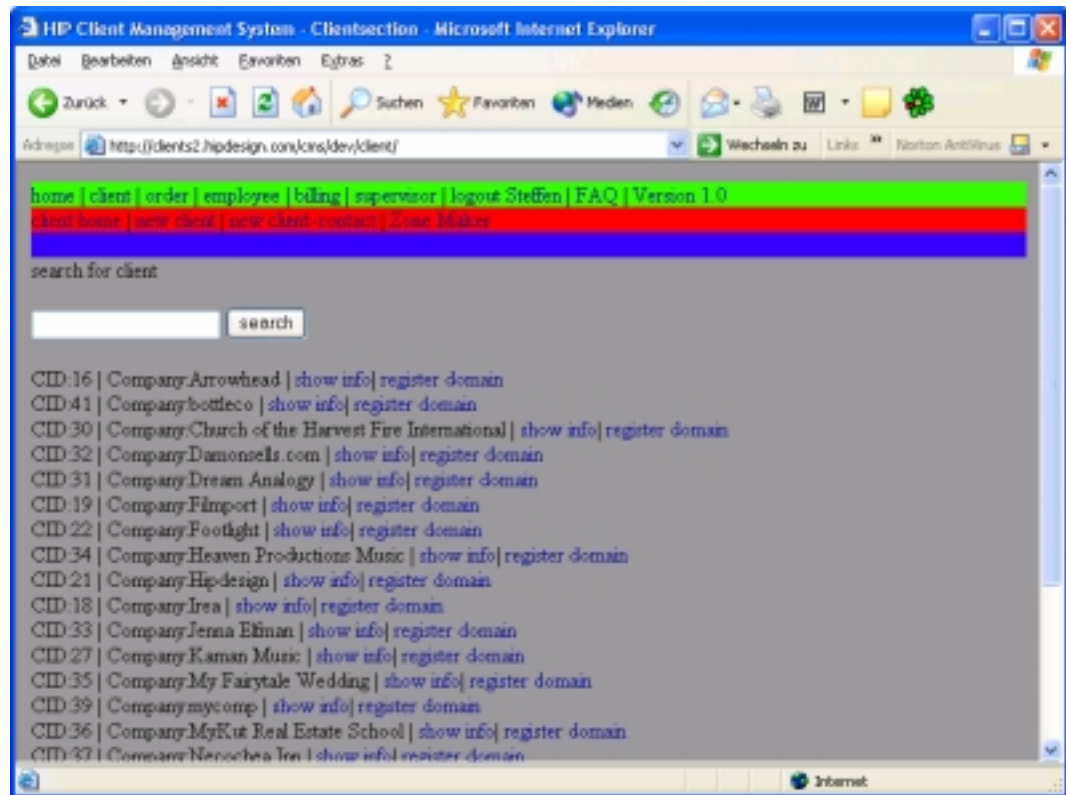 HIP Client Management System - Clientsection - Microsoft Internet Explorer
Datei Bearbeiten Ansicht Favoriten Extras ?
Zurück Suchen Favoriten Medien
Adresse http://clients2.hipdesign.com/cms/dev/client/ Wechseln zu Links » Norton AntiVirus
home | client | order | employee | billing | supervisor | logout Steffen | FAQ | Version 1.0
client home | new client | new client-contact | Zone Maker
search for client
search
CID:16 | Company:Arrowhead | show info| register domain
CID:41 | Company:bottleco | show info| register domain
CID:30 | Company:Church of the Harvest Fire International | show info| register domain
CID:32 | Company:Damonsells.com | show info| register domain
CID:31 | Company:Dream Analogy | show info| register domain
CID:19 | Company:Filmport | show info| register domain
CID:22 | Company:Footlight | show info| register domain
CID:34 | Company:Heaven Productions Music | show info| register domain
CID:21 | Company:Hipdesign | show info| register domain
CID:18 | Company:Irea | show info| register domain
CID:33 | Company:Jenna Elfman | show info| register domain
CID:27 | Company:Kaman Music | show info| register domain
CID:35 | Company:My Fairytale Wedding | show info| register domain
CID:39 | Company:mycomp | show info| register domain
CID:36 | Company:MyKut Real Estate School | show info| register domain
CID:37 | Company:Necochea Inn | show info| register domain
Internet